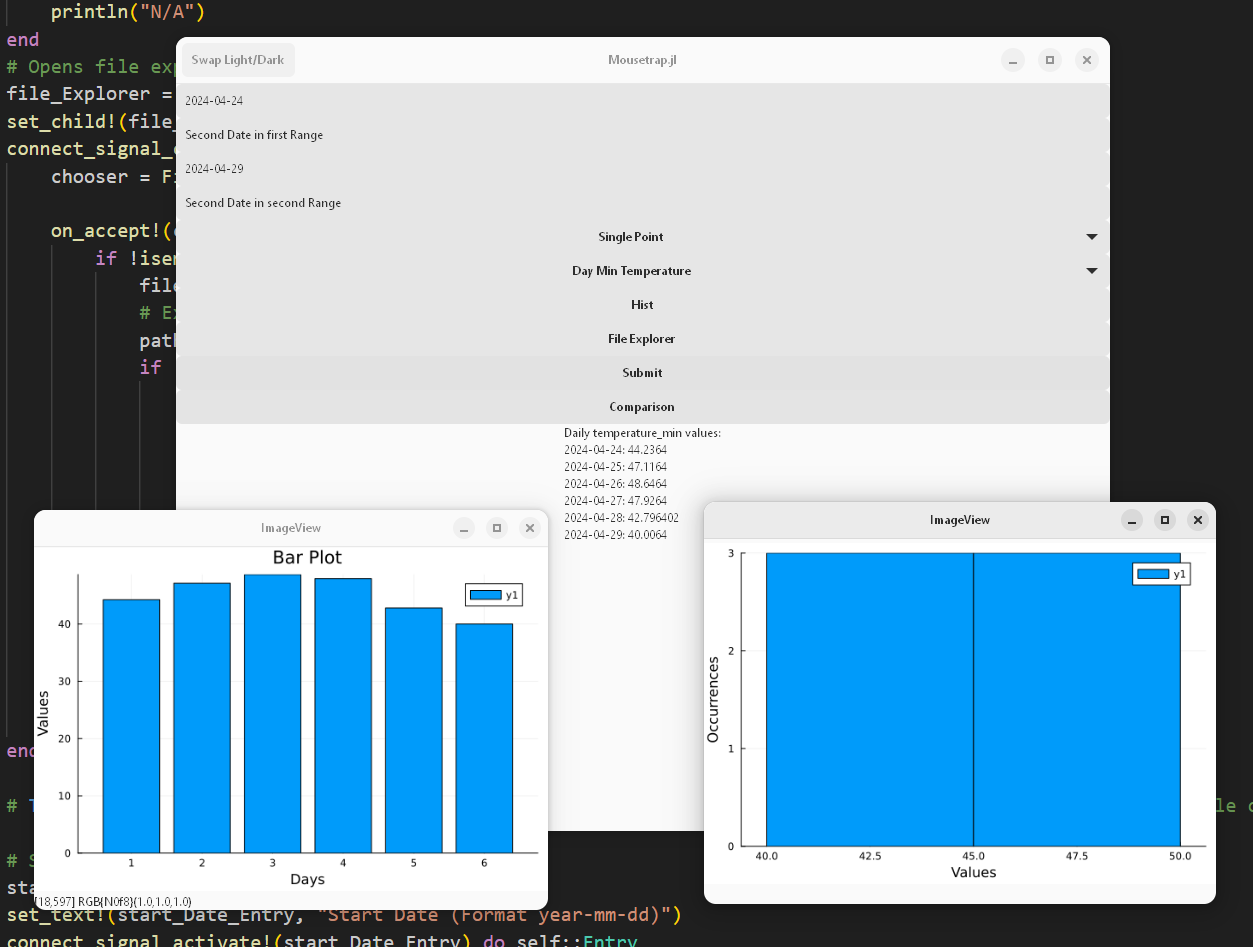 println("N/A")
end
# Opens file exp
file_Explorer =
set_child!(file_
connect_signal_
chooser = Fi
on_accept!(
if !isem
file
# Ex
path
if
end
# T
le
# S
sta
set_text!(start_Date_Entry, "Start Date (Format year-mm-dd)")
connect_signal_activate!(start_Date_Entry) do self::Entry
Swap Light/Dark
Mousetrap.jl
2024-04-24
Second Date in first Range
2024-04-29
Second Date in second Range
Single Point
Day Min Temperature
Hist
File Explorer
Submit
Comparison
Daily temperature_min values:
2024-04-24: 44.2364
2024-04-25: 47.1164
2024-04-26: 48.6464
2024-04-27: 47.9264
2024-04-28: 42.796402
2024-04-29: 40.0064
ImageView
Bar Plot
y1
Values
40
30
20
10
0
1 2 3 4 5 6
Days
[18,597] RGB{N0f8}(1.0,1.0,1.0)
ImageView
y1
Occurrences
3
2
1
0
40.0 42.5 45.0 47.5 50.0
Values